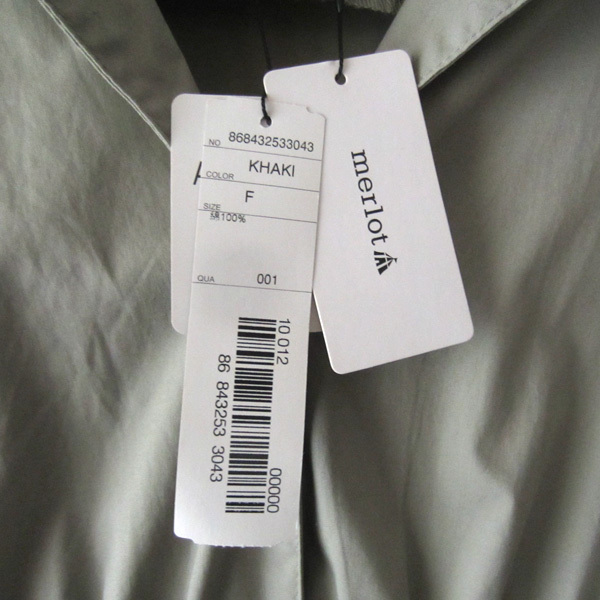 NO 868432533043
COLOR KHAKI
SIZE F
綿100%
QUA 001
10 012
86 843253 3043
00000
merlot